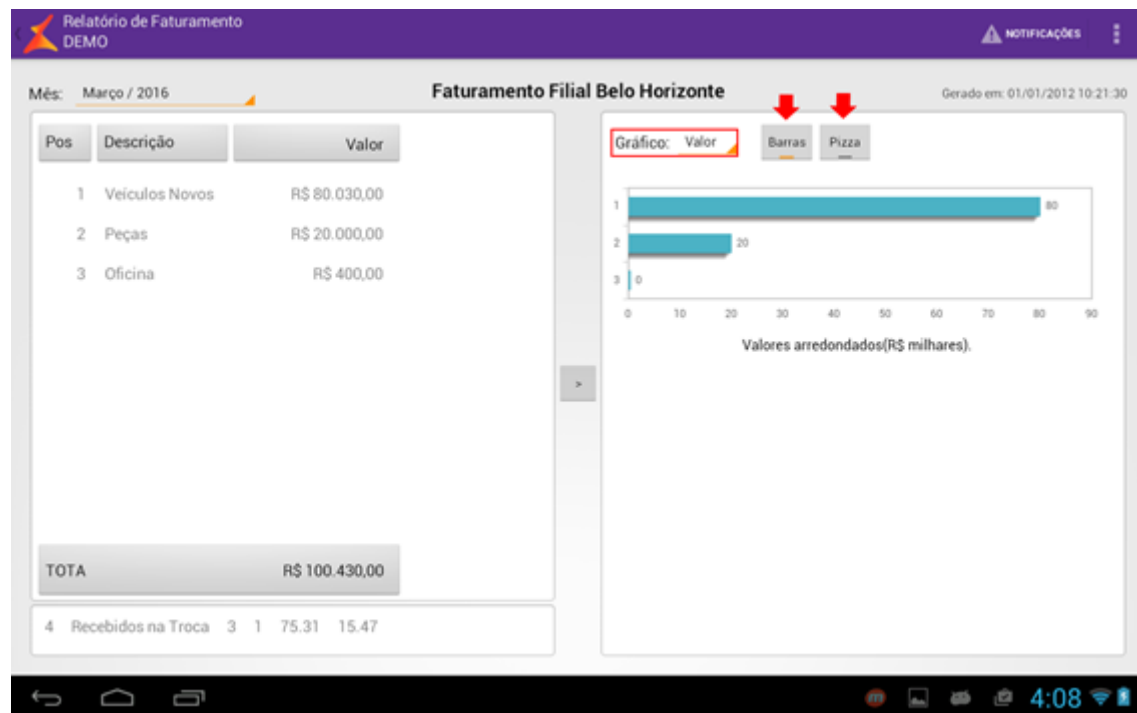 Relatório de Faturamento
DEMO
NOTIFICAÇÕES
Mês: Março / 2016
Faturamento Filial Belo Horizonte
Gerado em: 01/01/2012 10:21:30
Pos Descrição Valor
1 Veículos Novos R$ 80.030,00
2 Peças R$ 20.000,00
3 Oficina R$ 400,00
TOTA R$ 100.430,00
4 Recebidos na Troca 3 1 75.31 15.47
>
Gráfico: Valor Barras Pizza
1 80
2 20
3 0
0 10 20 30 40 50 60 70 80 90
Valores arredondados(R$ milhares).
4:08